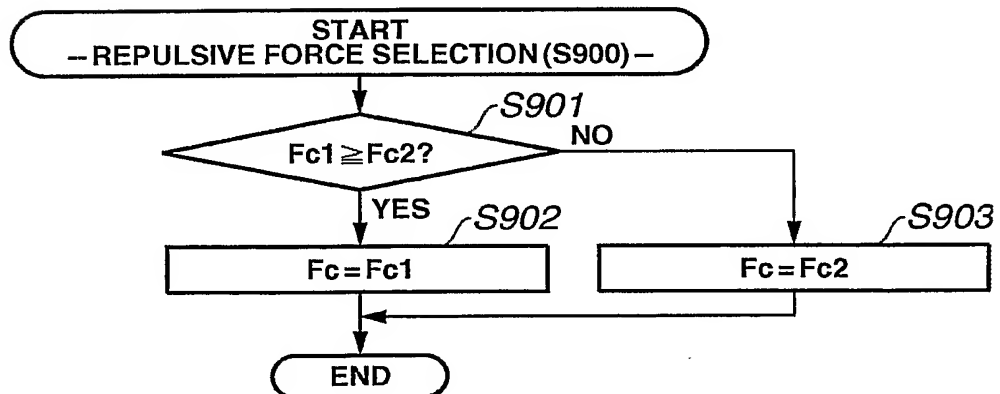 START
-- REPULSIVE FORCE SELECTION (S900) --
S901
Fc1 ≧ Fc2?
NO
YES
S902
S903
Fc = Fc1
Fc = Fc2
END